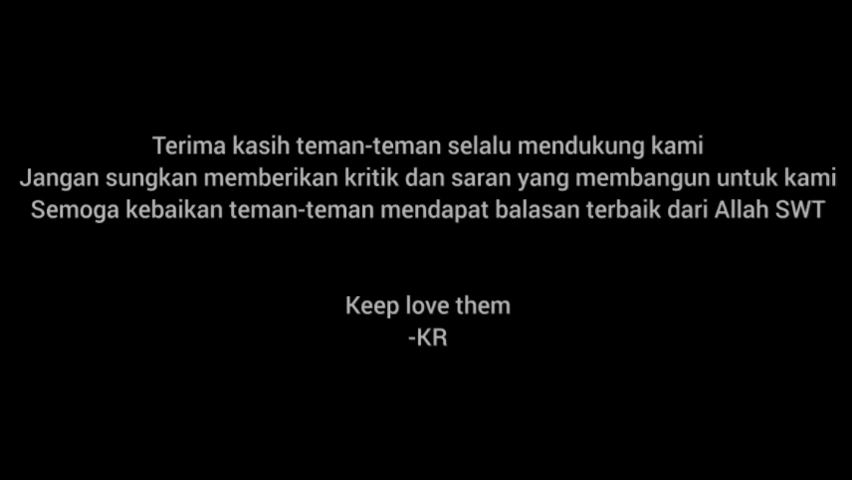 Terima kasih teman-teman selalu mendukung kami
Jangan sungkan memberikan kritik dan saran yang membangun untuk kami
Semoga kebaikan teman-teman mendapat balasan terbaik dari Allah SWT
Keep love them
-KR